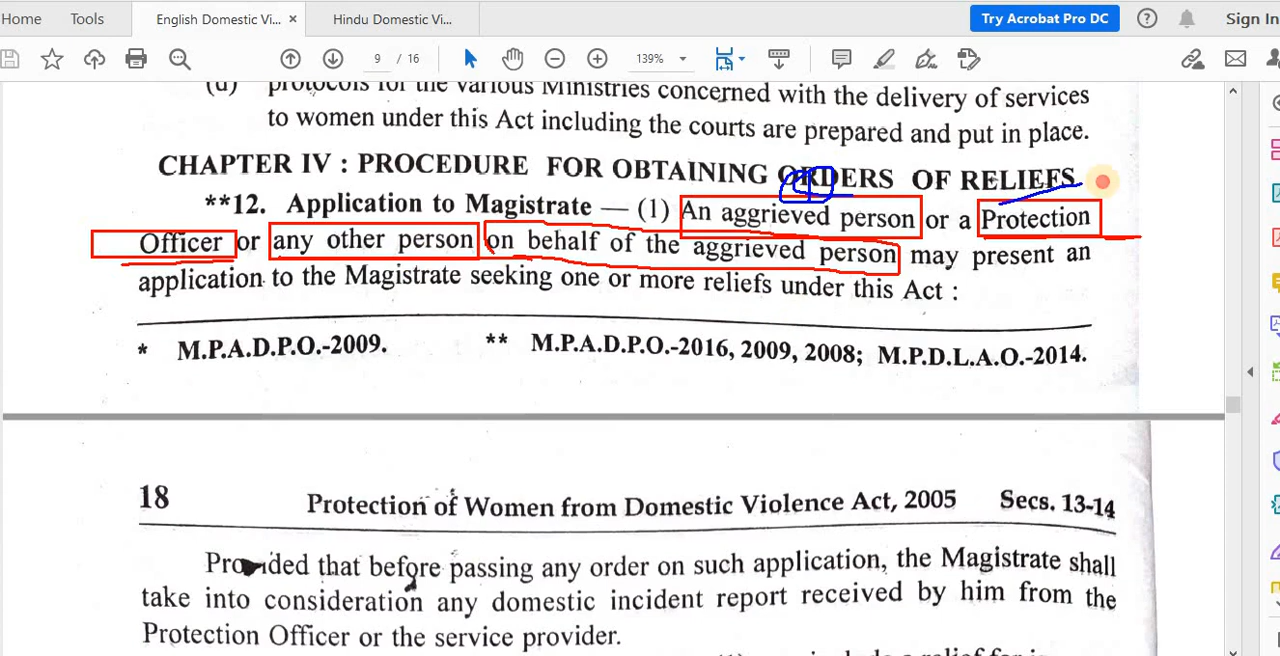 Home Tools English Domestic Vi... × Hindu Domestic Vi... Try Acrobat Pro DC ? Sign In
9 / 16 139%
(d) protocols for the various Ministries concerned with the delivery of services
to women under this Act including the courts are prepared and put in place.
CHAPTER IV : PROCEDURE FOR OBTAINING ORDERS OF RELIEFS
**12. Application to Magistrate — (1) An aggrieved person or a Protection
Officer or any other person on behalf of the aggrieved person may present an
application to the Magistrate seeking one or more reliefs under this Act :
* M.P.A.D.P.O.-2009. ** M.P.A.D.P.O.-2016, 2009, 2008; M.P.D.L.A.O.-2014.
18 Protection of Women from Domestic Violence Act, 2005 Secs. 13-14
Provided that before passing any order on such application, the Magistrate shall
take into consideration any domestic incident report received by him from the
Protection Officer or the service provider.